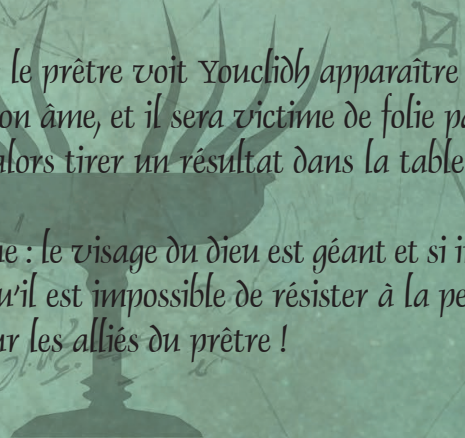 le prêtre voit Youclidh apparaître
on âme, et il sera victime de folie pa
alors tirer un résultat dans la table
ue : le visage du dieu est géant et si i
u'il est impossible de résister à la pe
ur les alliés du prêtre !